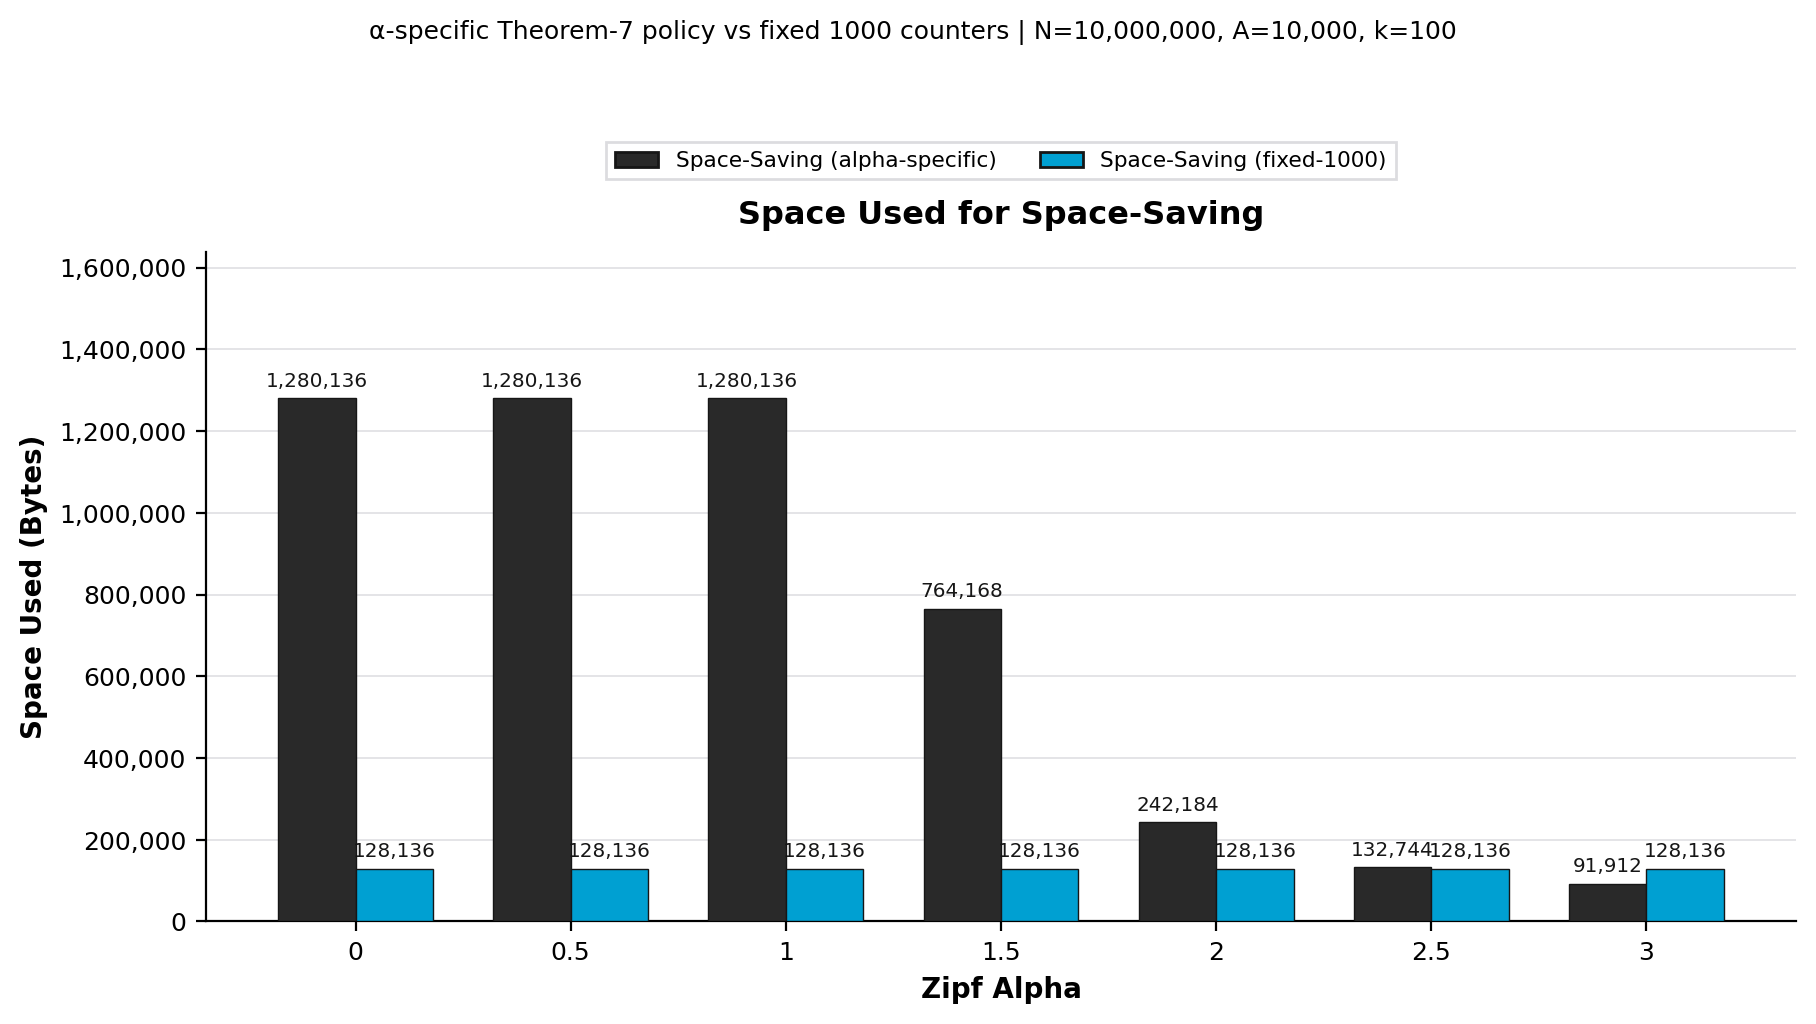 α-specific Theorem-7 policy vs fixed 1000 counters | N=10,000,000, A=10,000, k=100
Space-Saving (alpha-specific) Space-Saving (fixed-1000)
Space Used for Space-Saving
Space Used (Bytes)
1,600,000
1,400,000
1,200,000
1,000,000
800,000
600,000
400,000
200,000
0
1,280,136 1,280,136 1,280,136
764,168
242,184
128,136 128,136 128,136 128,136 128,136 132,744 128,136 91,912 128,136
0 0.5 1 1.5 2 2.5 3
Zipf Alpha